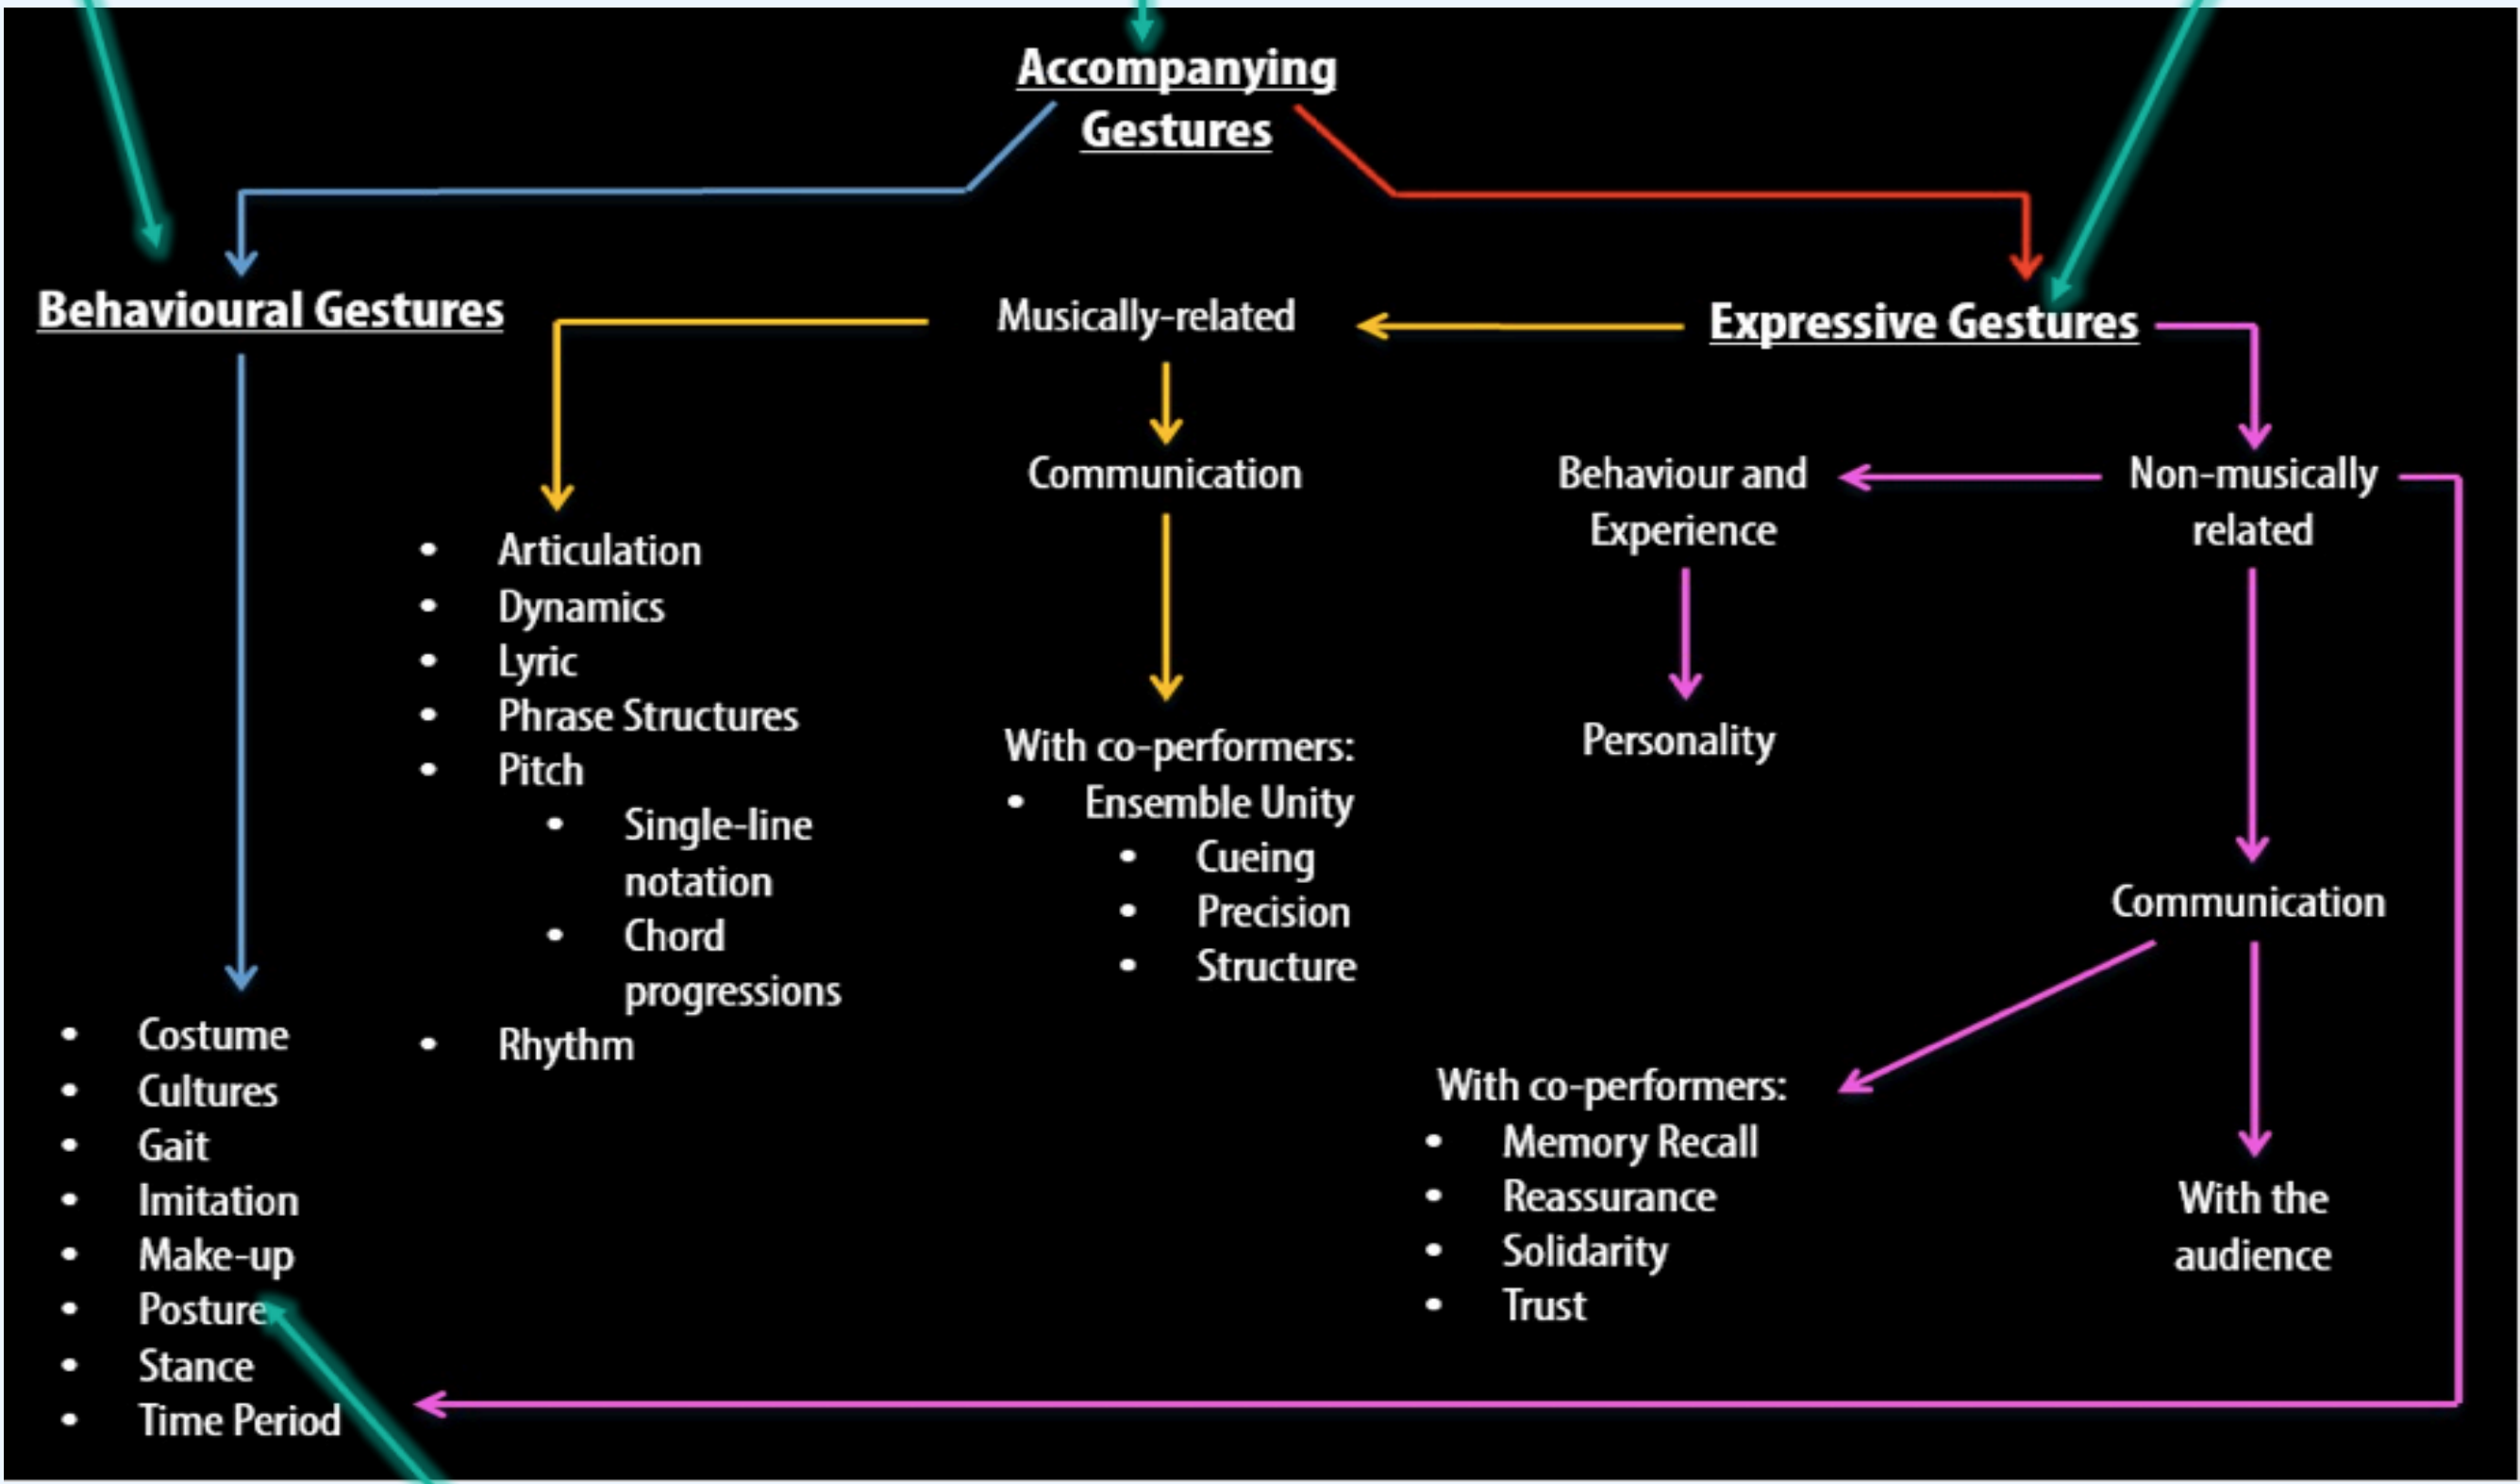 Accompanying
Gestures
Behavioural Gestures
Musically-related
Expressive Gestures
Communication
Behaviour and
Experience
Non-musically
related
• Articulation
• Dynamics
• Lyric
• Phrase Structures
• Pitch
• Single-line
notation
• Chord
progressions
• Rhythm
With co-performers:
• Ensemble Unity
• Cueing
• Precision
• Structure
Personality
Communication
• Costume
• Cultures
• Gait
• Imitation
• Make-up
• Posture
• Stance
• Time Period
With co-performers:
• Memory Recall
• Reassurance
• Solidarity
• Trust
With the
audience